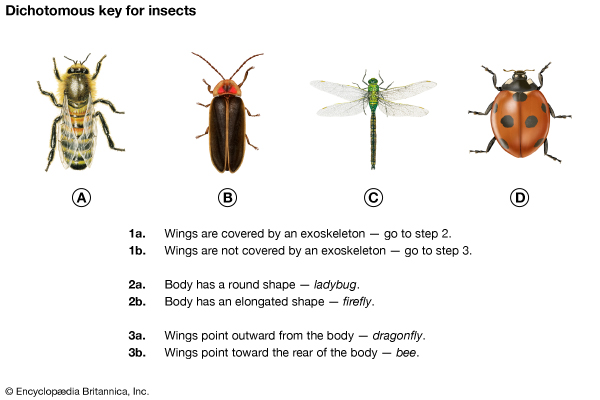 Dichotomous key for insects
A B C D
1a. Wings are covered by an exoskeleton — go to step 2.
1b. Wings are not covered by an exoskeleton — go to step 3.
2a. Body has a round shape — ladybug.
2b. Body has an elongated shape — firefly.
3a. Wings point outward from the body — dragonfly.
3b. Wings point toward the rear of the body — bee.
© Encyclopædia Britannica, Inc.